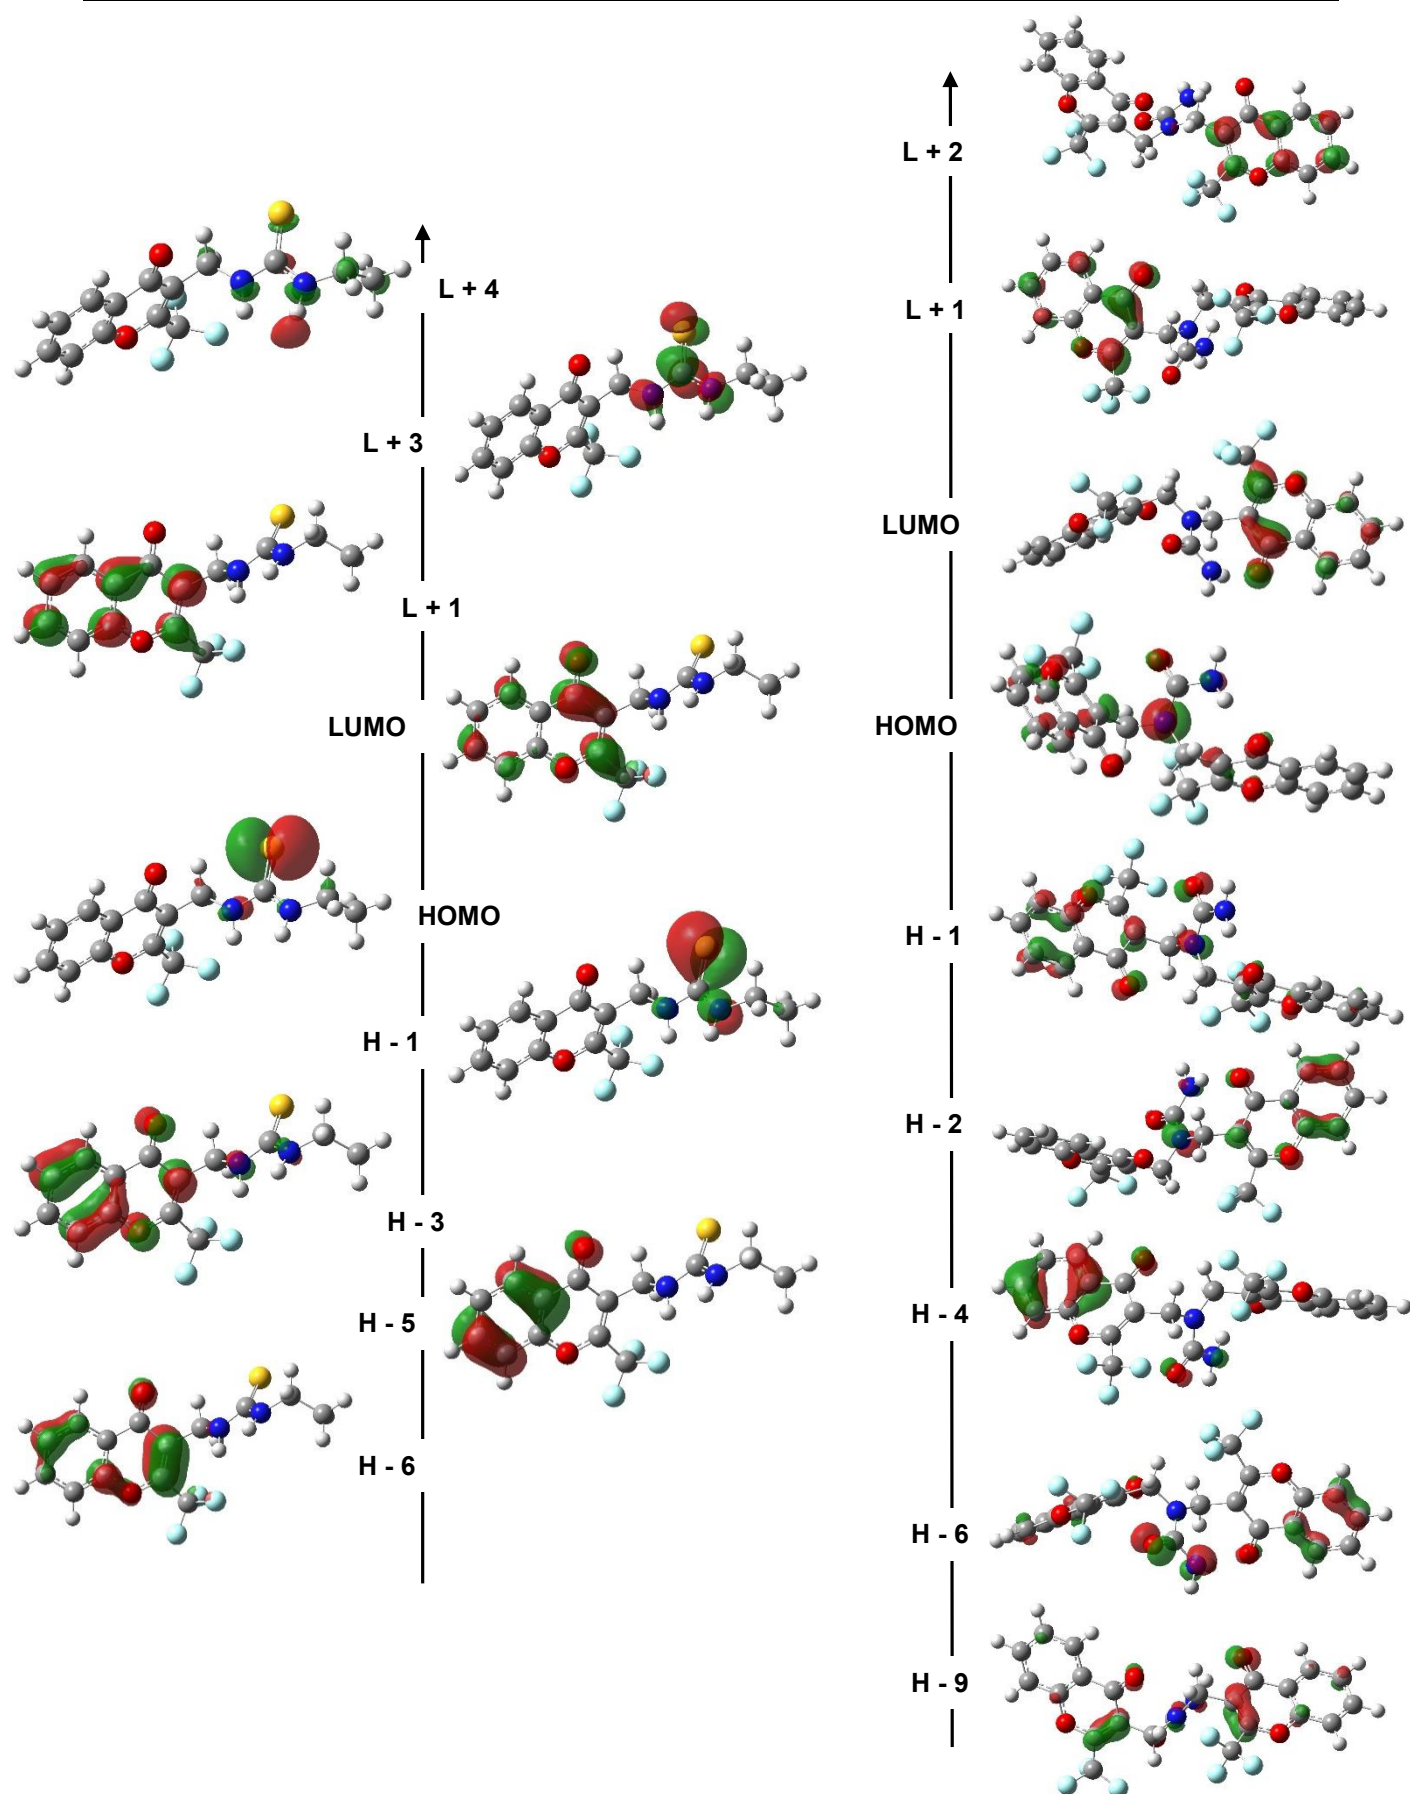 L + 4
L + 3
L + 1
LUMO
HOMO
H - 1
H - 3
H - 5
H - 6
L + 2
L + 1
LUMO
HOMO
H - 1
H - 2
H - 4
H - 6
H - 9